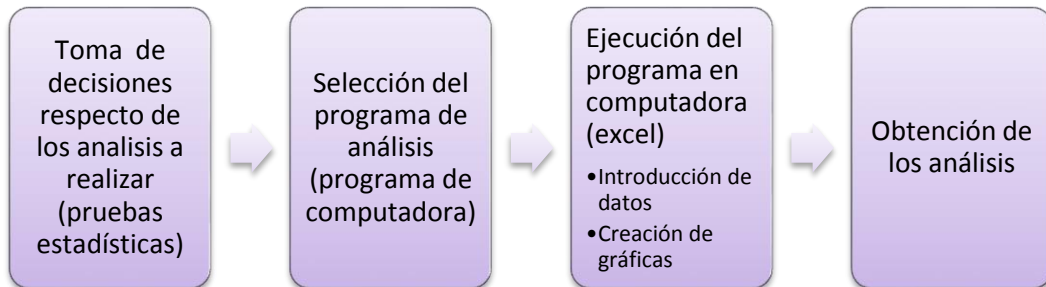 Toma de
decisiones
respecto de
los analisis a
realizar
(pruebas
estadísticas)
Selección del
programa de
análisis
(programa de
computadora)
Ejecución del
programa en
computadora
(excel)
•Introducción de
datos
•Creación de
gráficas
Obtención de
los análisis